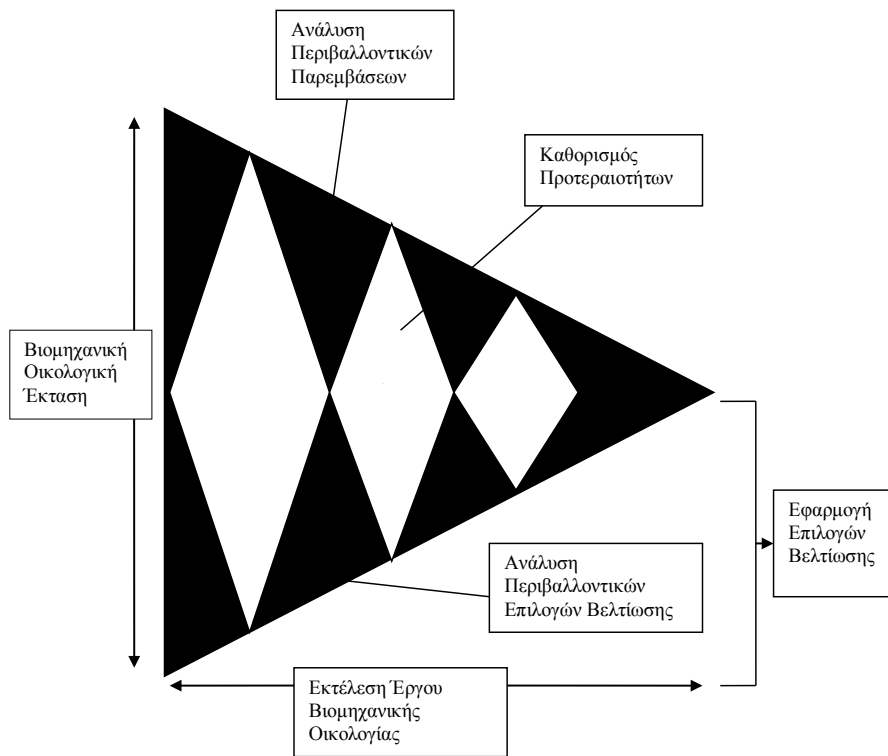 Ανάλυση
Περιβαλλοντικών
Παρεμβάσεων
Καθορισμός
Προτεραιοτήτων
Βιομηχανική
Οικολογική
Έκταση
Εφαρμογή
Επιλογών
Βελτίωσης
Ανάλυση
Περιβαλλοντικών
Επιλογών Βελτίωσης
Εκτέλεση Έργου
Βιομηχανικής
Οικολογίας